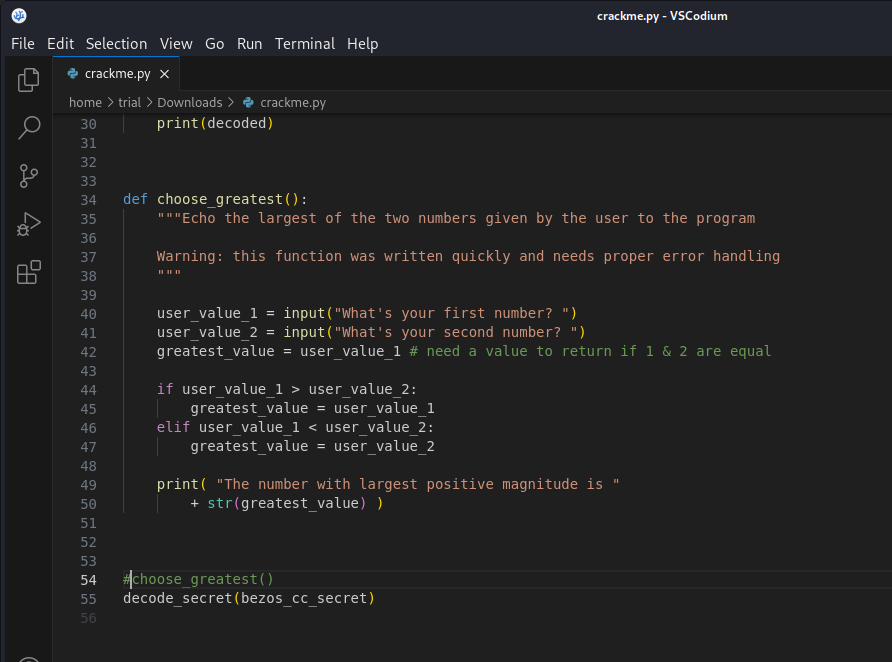 crackme.py - VSCodium
File Edit Selection View Go Run Terminal Help
crackme.py
home > trial > Downloads > crackme.py
30 print(decoded)
31
32
33
34 def choose_greatest():
35 """Echo the largest of the two numbers given by the user to the program
36
37 Warning: this function was written quickly and needs proper error handling
38 """
39
40 user_value_1 = input("What's your first number? ")
41 user_value_2 = input("What's your second number? ")
42 greatest_value = user_value_1 # need a value to return if 1 & 2 are equal
43
44 if user_value_1 > user_value_2:
45 greatest_value = user_value_1
46 elif user_value_1 < user_value_2:
47 greatest_value = user_value_2
48
49 print( "The number with largest positive magnitude is "
50 + str(greatest_value) )
51
52
53
54 #choose_greatest()
55 decode_secret(bezos_cc_secret)
56